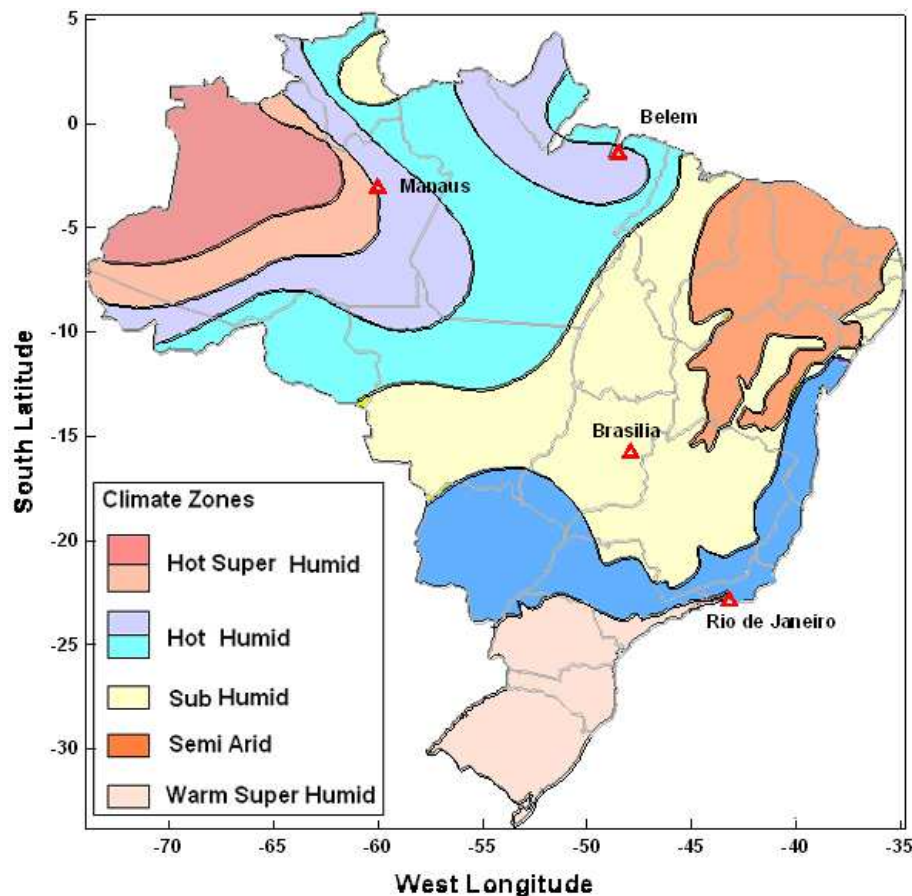 5
0
-5
-10
-15
-20
-25
-30
South Latitude
Belem
Manaus
Brasilia
Rio de Janeiro
Climate Zones
Hot Super Humid
Hot Humid
Sub Humid
Semi Arid
Warm Super Humid
-70 -65 -60 -55 -50 -45 -40 -35
West Longitude